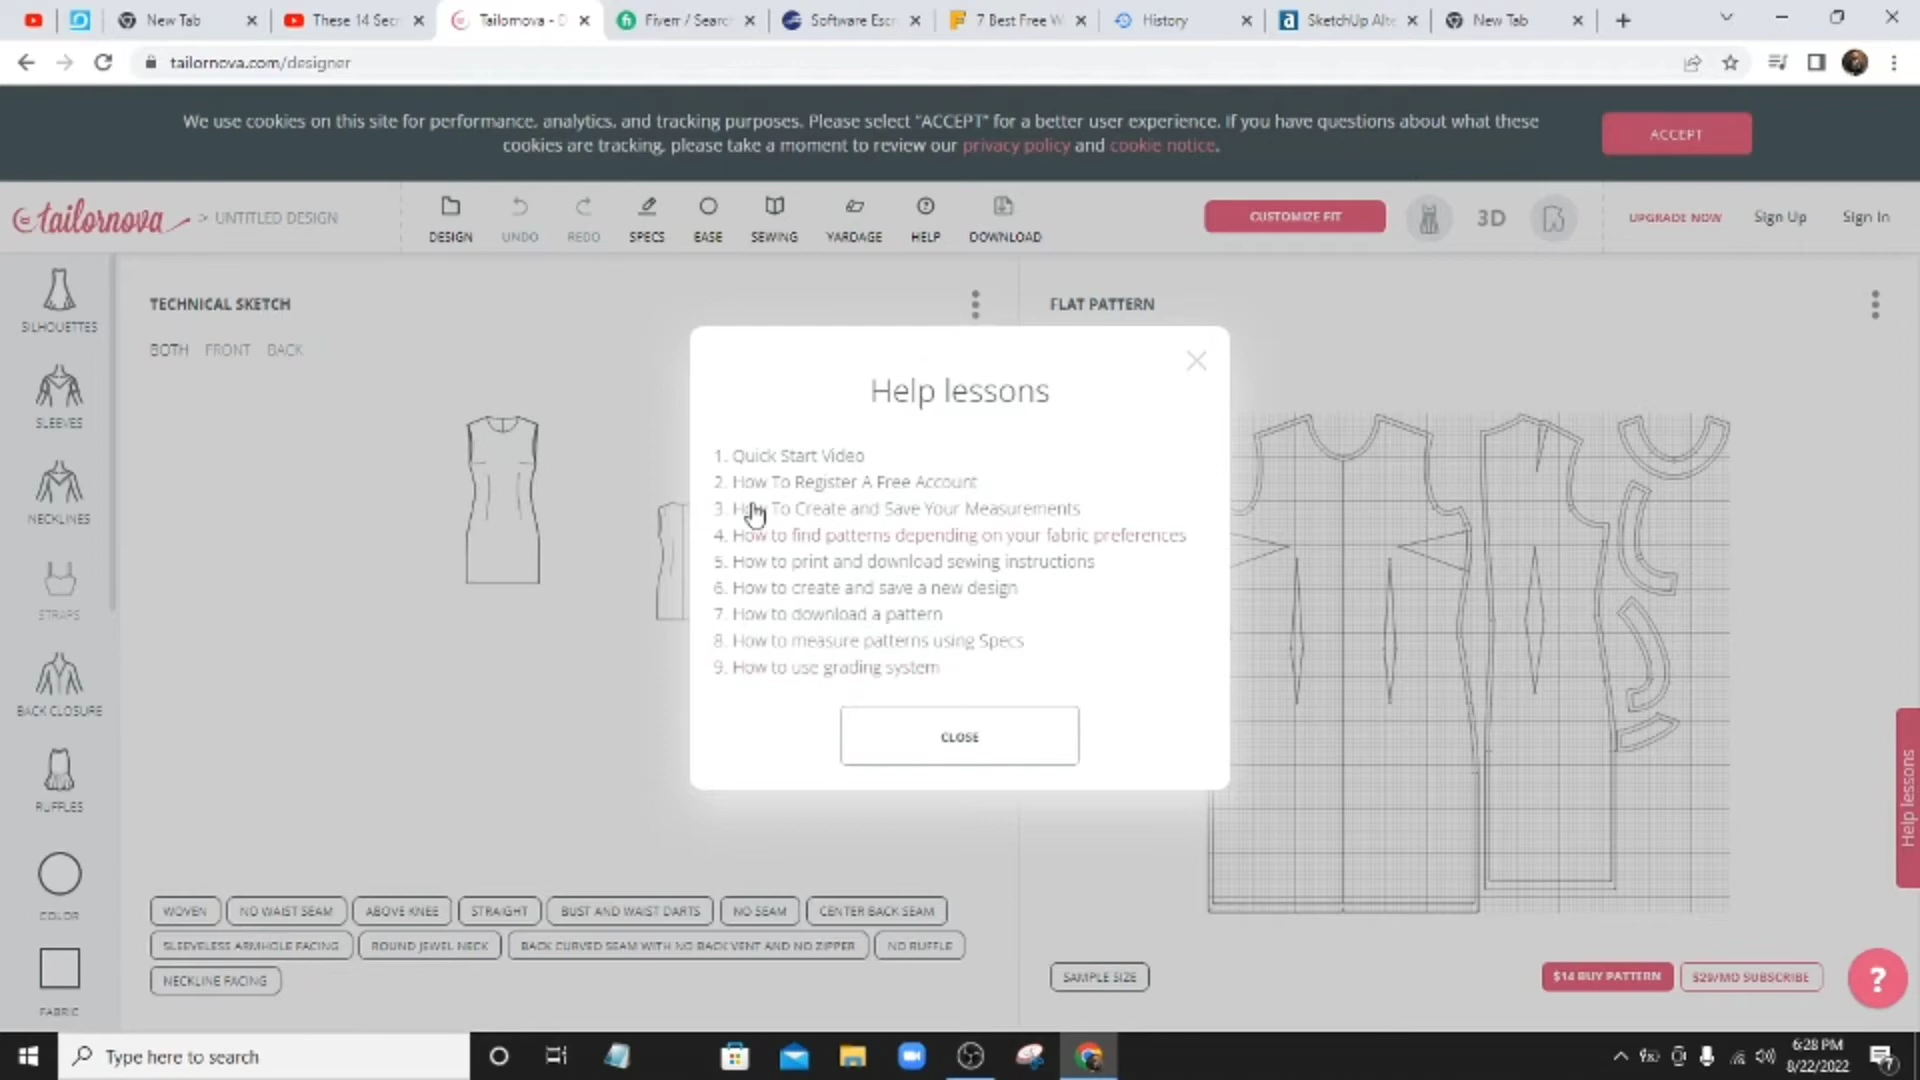 New Tab
These 14 Secr
Tailornova - D
Fiverr / Searc
Software Escr
7 Best Free W
History
SketchUp Alte
New Tab
tailornova.com/designer
We use cookies on this site for performance, analytics, and tracking purposes. Please select "ACCEPT" for a better user experience. If you have questions about what these
cookies are tracking, please take a moment to review our privacy policy and cookie notice.
ACCEPT
tailornova > UNTITLED DESIGN
DESIGN
UNDO
REDO
SPECS
EASE
SEWING
YARDAGE
HELP
DOWNLOAD
CUSTOMIZE FIT
3D
UPGRADE NOW
Sign Up
Sign In
SILHOUETTES
SLEEVES
NECKLINES
STRAPS
BACK CLOSURE
RUFFLES
COLOR
FABRIC
TECHNICAL SKETCH
BOTH FRONT BACK
FLAT PATTERN
Help lessons
1. Quick Start Video
2. How To Register A Free Account
3. How To Create and Save Your Measurements
4. How to find patterns depending on your fabric preferences
5. How to print and download sewing instructions
6. How to create and save a new design
7. How to download a pattern
8. How to measure patterns using Specs
9. How to use grading system
CLOSE
Help lessons
WOVEN
NO WAIST SEAM
ABOVE KNEE
STRAIGHT
BUST AND WAIST DARTS
NO SEAM
CENTER BACK SEAM
SLEEVELESS ARMHOLE FACING
ROUND JEWEL NECK
BACK CURVED SEAM WITH NO BACK VENT AND NO ZIPPER
NO RUFFLE
NECKLINE FACING
SAMPLE SIZE
$14 BUY PATTERN
$29/MO SUBSCRIBE
?
Type here to search
6:28 PM
8/22/2022
7